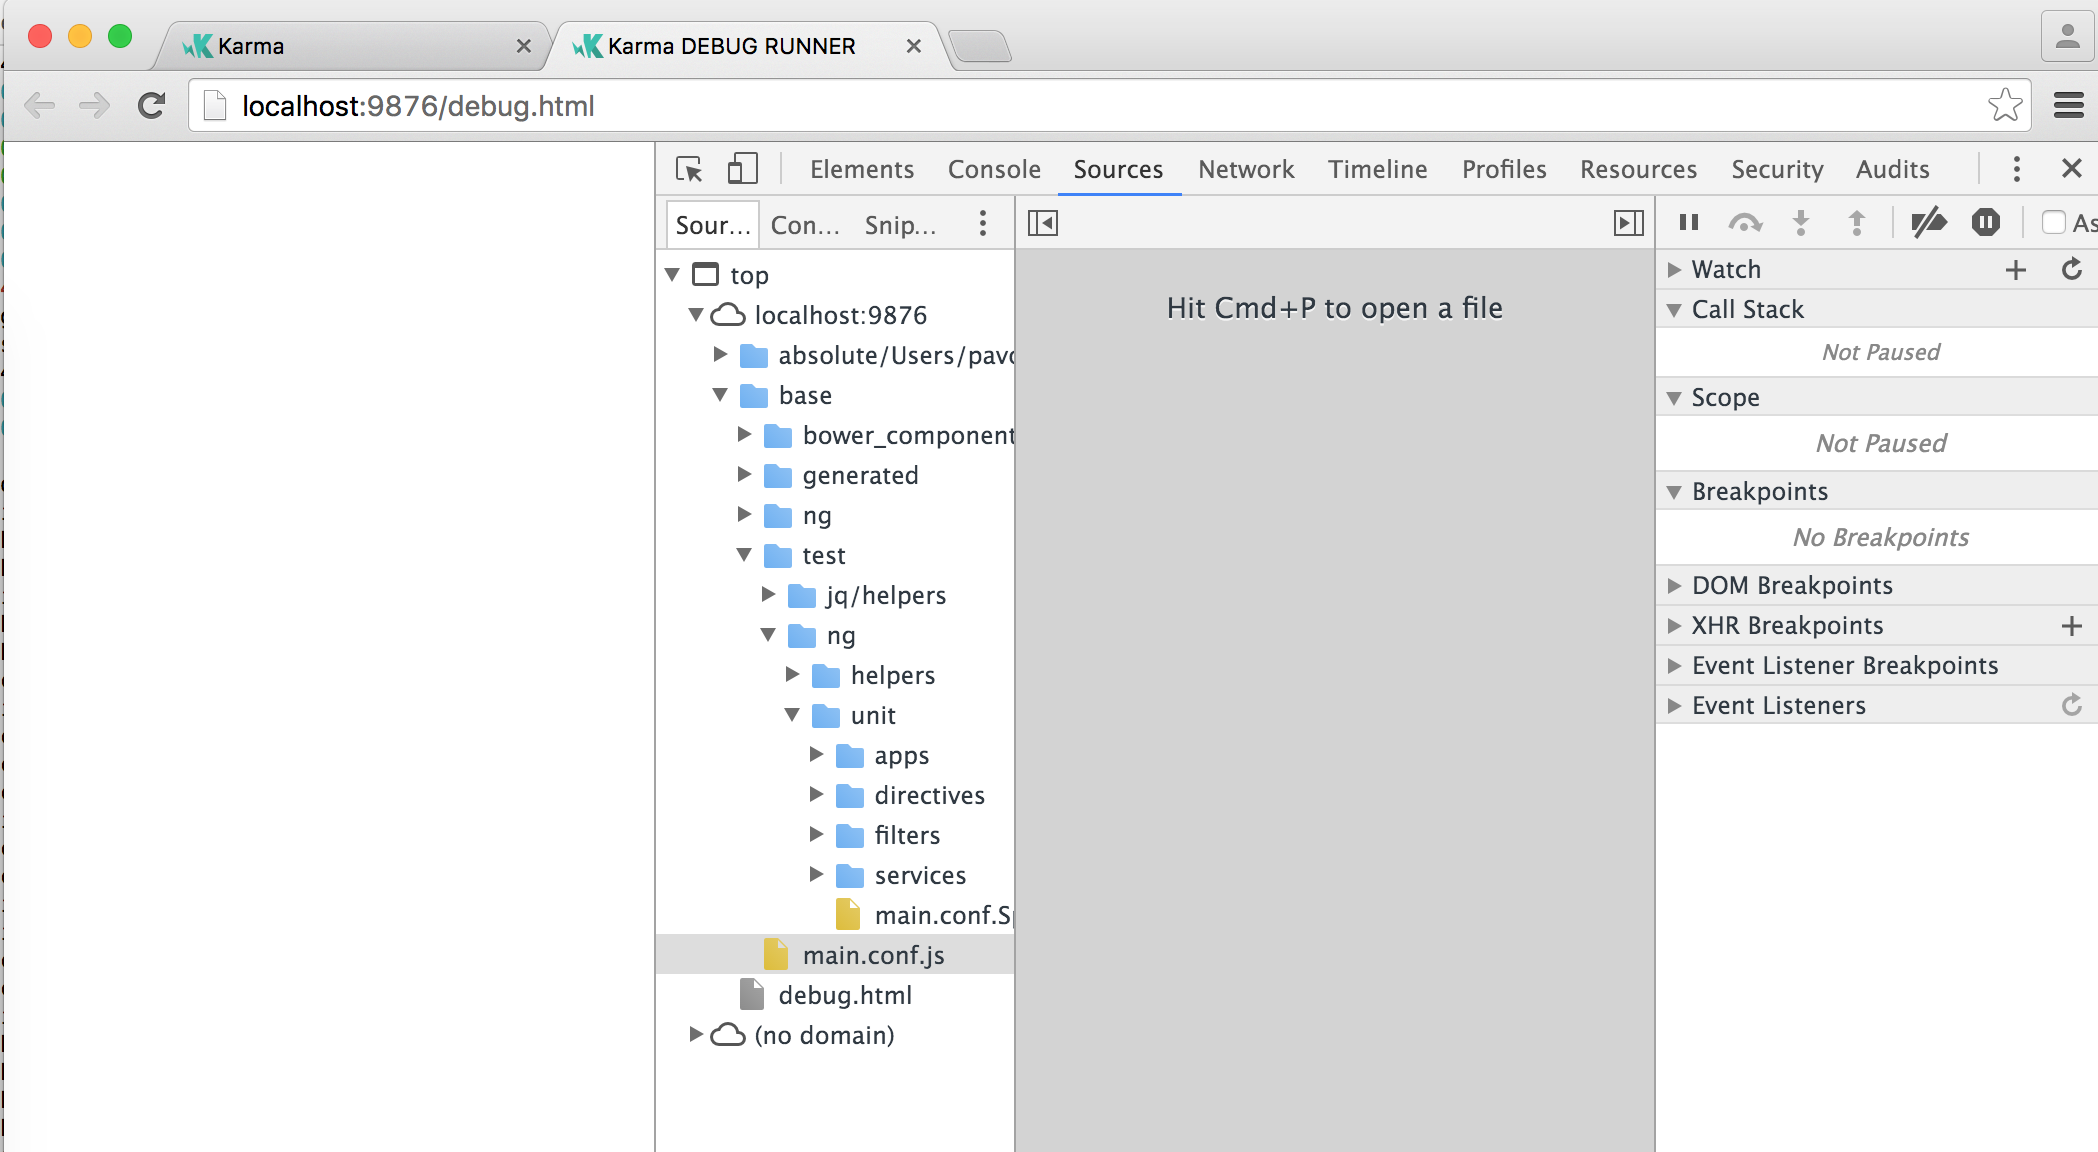 Karma
Karma DEBUG RUNNER
localhost:9876/debug.html
Elements Console Sources Network Timeline Profiles Resources Security Audits
Sour... Con... Snip...
As
top
localhost:9876
absolute/Users/pavo
base
bower_component
generated
ng
test
jq/helpers
ng
helpers
unit
apps
directives
filters
services
main.conf.Sp
main.conf.js
debug.html
(no domain)
Hit Cmd+P to open a file
Watch
Call Stack
Not Paused
Scope
Not Paused
Breakpoints
No Breakpoints
DOM Breakpoints
XHR Breakpoints
Event Listener Breakpoints
Event Listeners